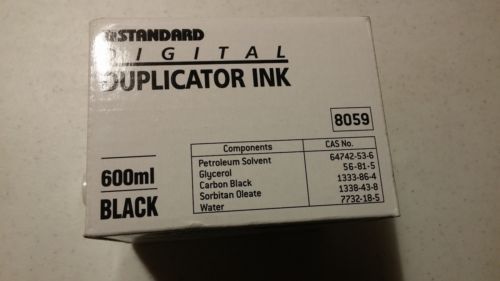 STANDARD
DIGITAL
DUPLICATOR INK
8059
Components CAS No.
Petroleum Solvent 64742-53-6
Glycerol 56-81-5
Carbon Black 1333-86-4
Sorbitan Oleate 1338-43-8
Water 7732-18-5
600ml
BLACK